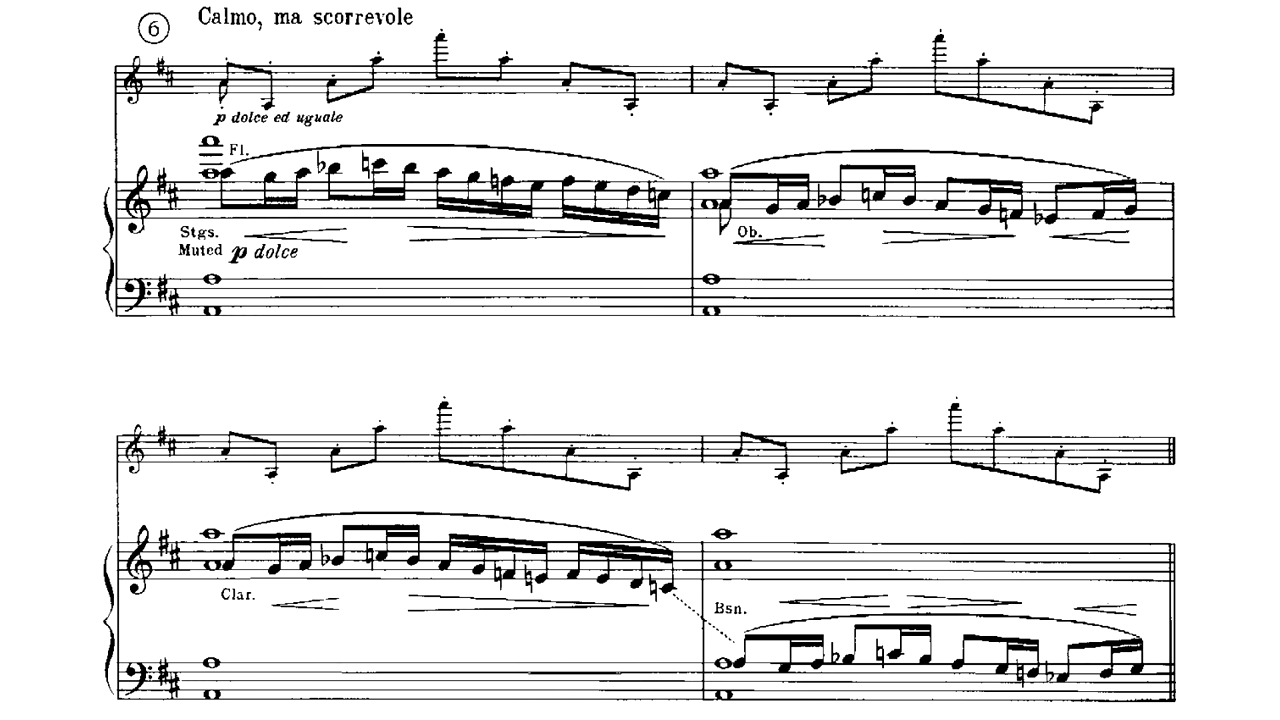 6 Calmo, ma scorrevole
p dolce ed uguale
Fl.
Stgs.
Muted p dolce
Ob.
Clar.
Bsn.